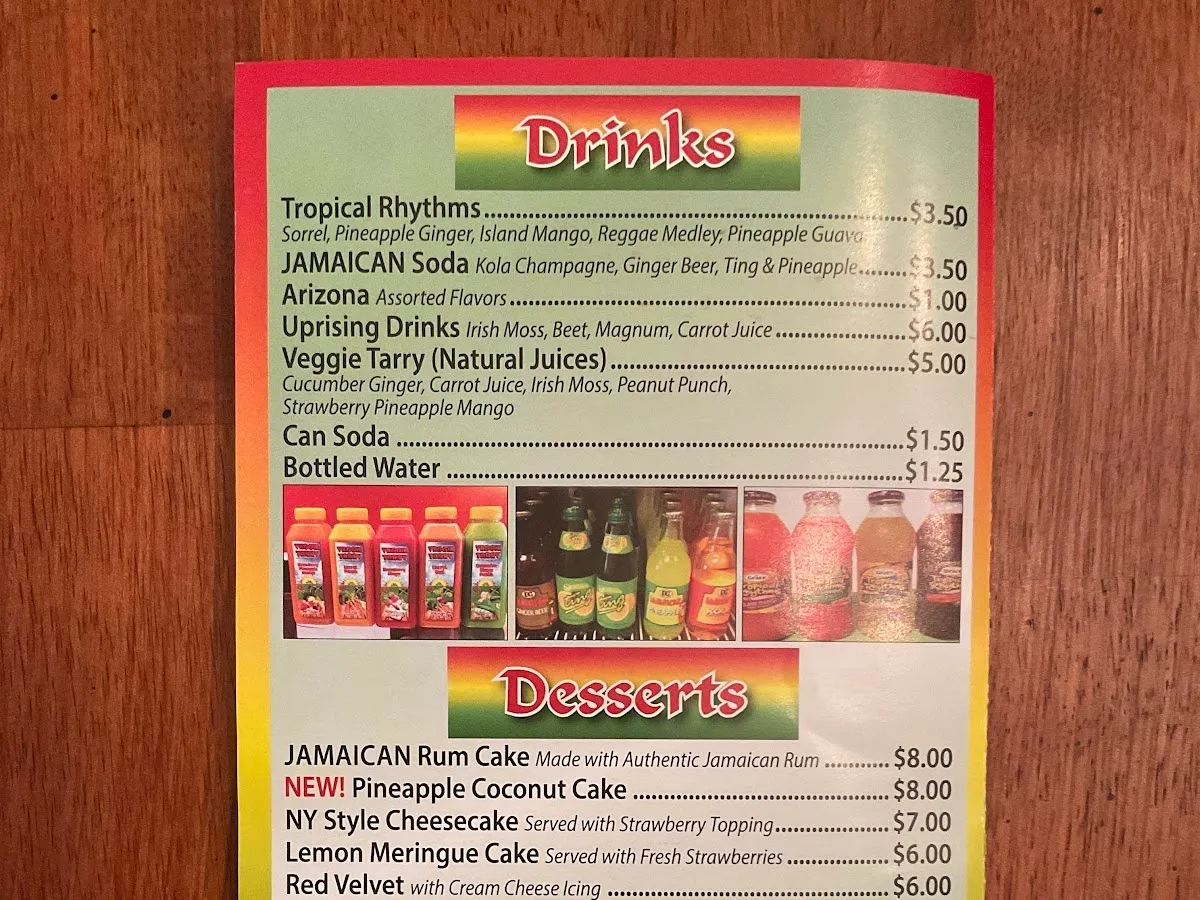 Drinks
Tropical Rhythms $3.50
Sorrel, Pineapple Ginger, Island Mango, Reggae Medley, Pineapple Guava
JAMAICAN Soda Kola Champagne, Ginger Beer, Ting & Pineapple $3.50
Arizona Assorted Flavors $1.00
Uprising Drinks Irish Moss, Beet, Magnum, Carrot Juice $6.00
Veggie Tarry (Natural Juices) $5.00
Cucumber Ginger, Carrot Juice, Irish Moss, Peanut Punch,
Strawberry Pineapple Mango
Can Soda $1.50
Bottled Water $1.25
Desserts
JAMAICAN Rum Cake Made with Authentic Jamaican Rum $8.00
NEW! Pineapple Coconut Cake $8.00
NY Style Cheesecake Served with Strawberry Topping $7.00
Lemon Meringue Cake Served with Fresh Strawberries $6.00
Red Velvet with Cream Cheese Icing $6.00